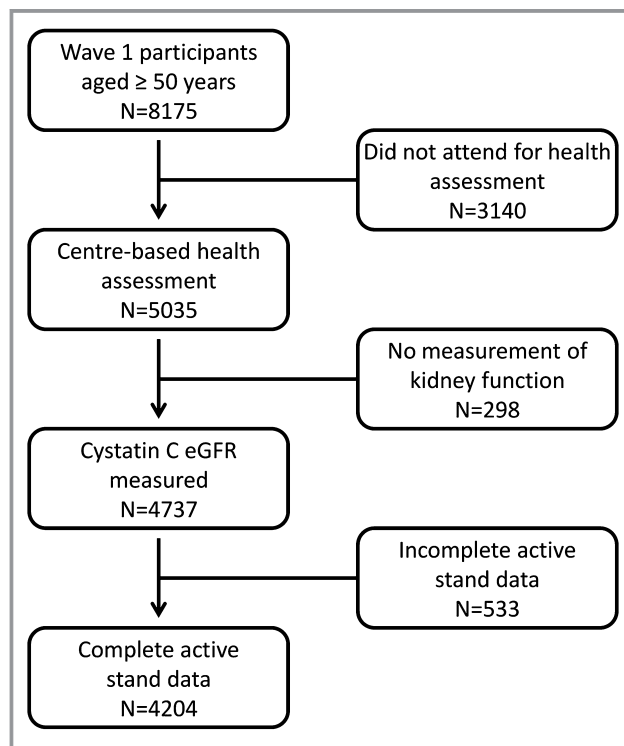 Wave 1 participants
aged ≥ 50 years
N=8175
Did not attend for health
assessment
N=3140
Centre-based health
assessment
N=5035
No measurement of
kidney function
N=298
Cystatin C eGFR
measured
N=4737
Incomplete active
stand data
N=533
Complete active
stand data
N=4204